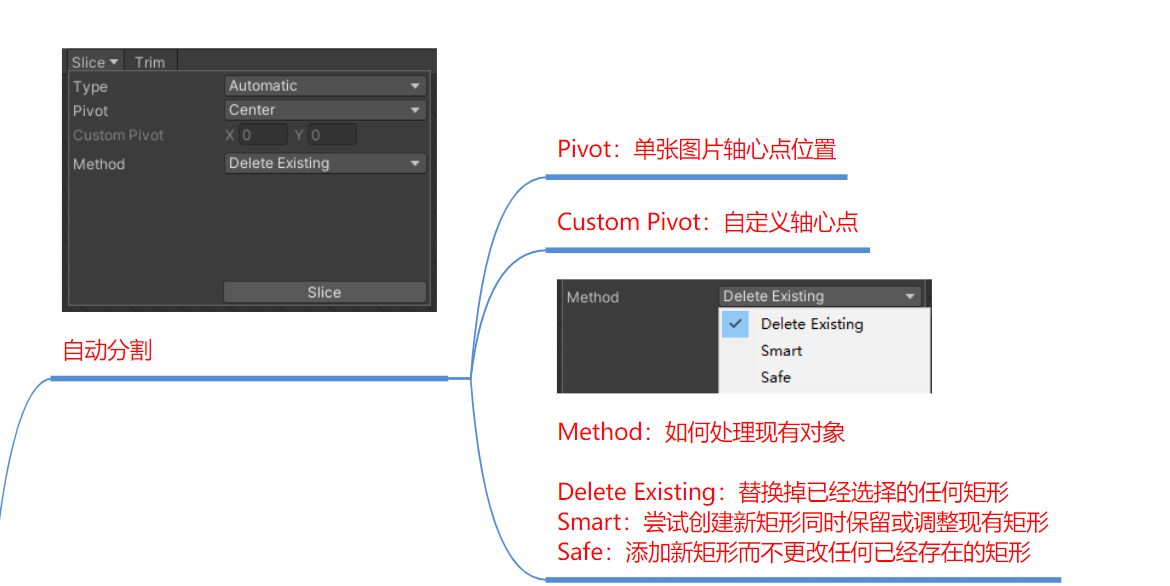 Slice Trim
Type Automatic
Pivot Center
Custom Pivot X 0 Y 0
Method Delete Existing
Slice
自动分割
Pivot：单张图片轴心点位置
Custom Pivot：自定义轴心点
Method Delete Existing
Delete Existing
Smart
Safe
Method：如何处理现有对象
Delete Existing：替换掉已经选择的任何矩形
Smart：尝试创建新矩形同时保留或调整现有矩形
Safe：添加新矩形而不更改任何已经存在的矩形